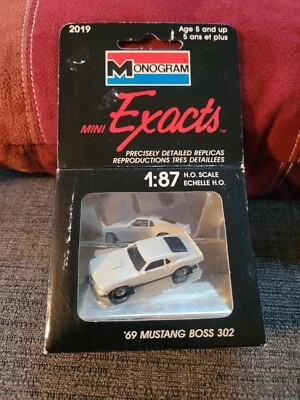 2019
Age 5 and up
5 ans et plus
MONOGRAM
MINI Exacts™
PRECISELY DETAILED REPLICAS
REPRODUCTIONS TRES DETAILLEES
1:87 H.O. SCALE
ECHELLE H.O.
'69 MUSTANG BOSS 302